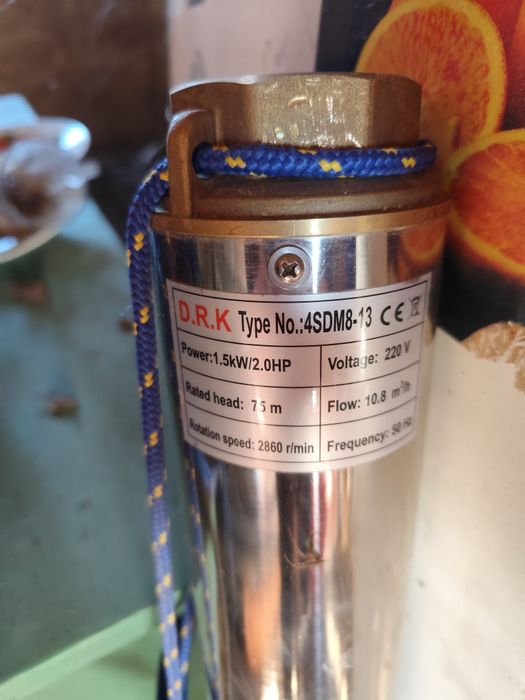 D.R.K Type No.:4SDM8-13 CE
Power:1.5kW/2.0HP Voltage: 220 V
Rated head: 75 m Flow: 10.8 m³/h
Rotation speed: 2860 r/min Frequency: 50 Hz